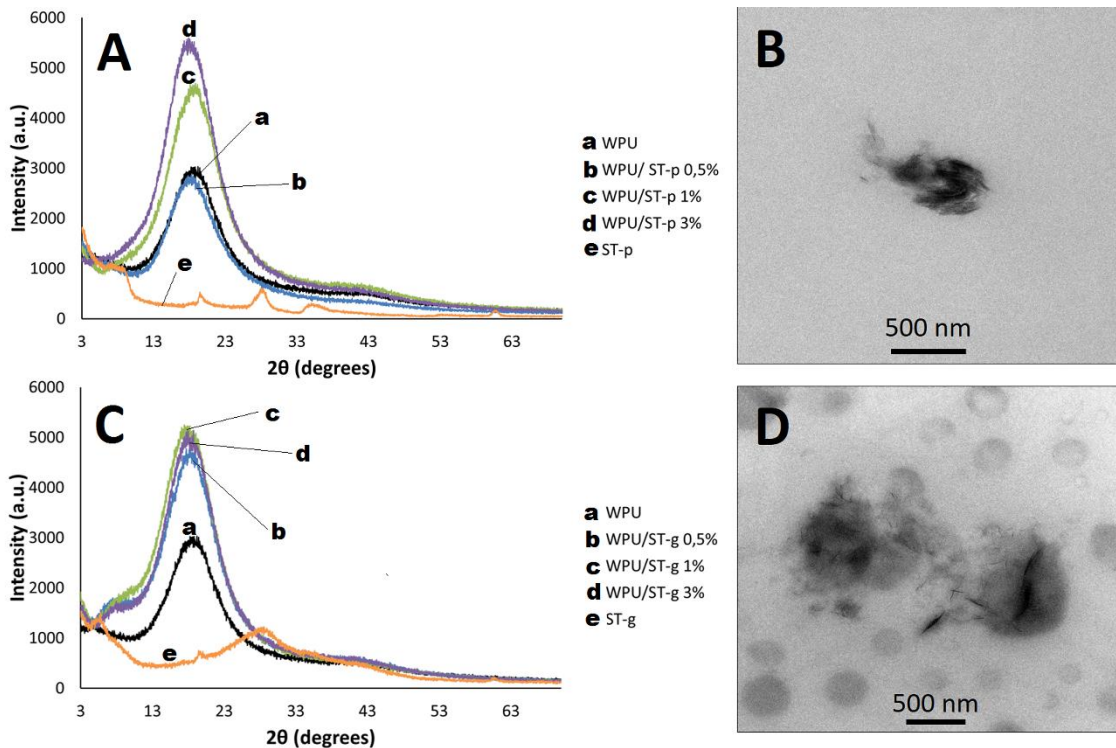 A
6000
5000
4000
3000
2000
1000
0
Intensity (a.u.)
d
c
a
b
e
3 13 23 33 43 53 63
2θ (degrees)
a WPU
b WPU/ ST-p 0,5%
c WPU/ST-p 1%
d WPU/ST-p 3%
e ST-p
B
500 nm
C
6000
5000
4000
3000
2000
1000
0
Intensity (a.u.)
c
d
b
a
e
3 13 23 33 43 53 63
2θ (degrees)
a WPU
b WPU/ST-g 0,5%
c WPU/ST-g 1%
d WPU/ST-g 3%
e ST-g
D
500 nm